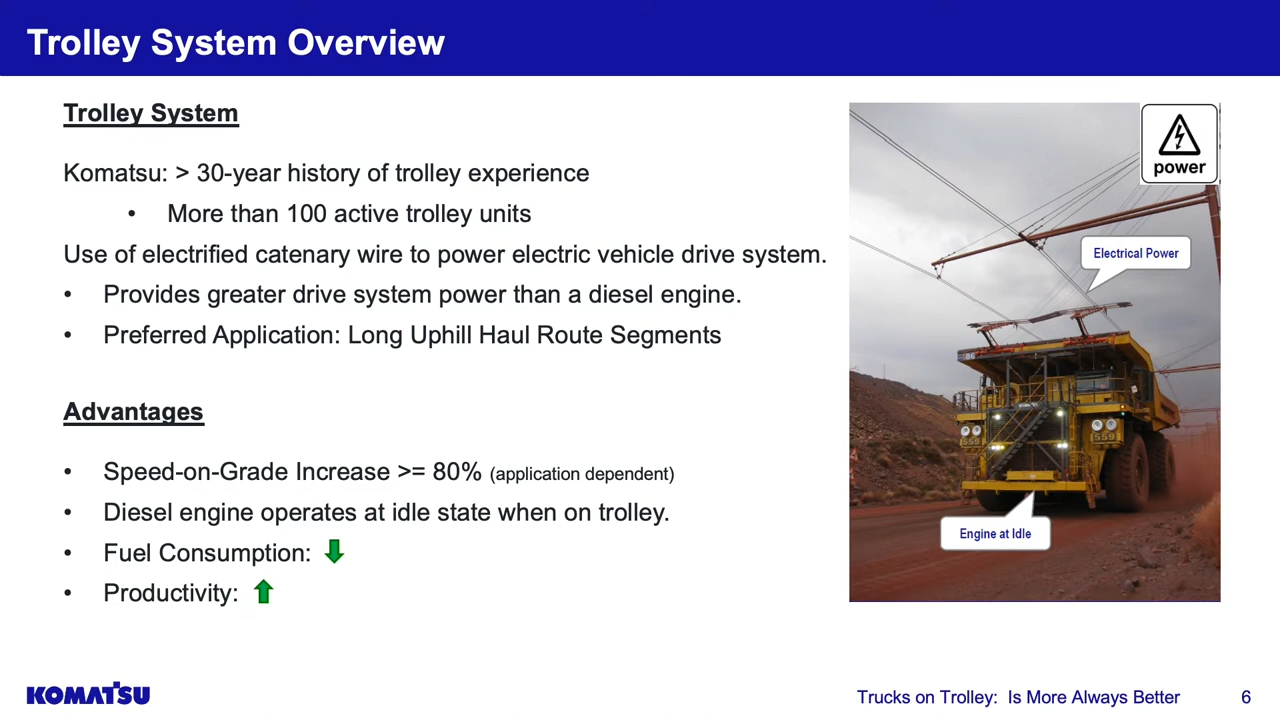 Trolley System Overview
Trolley System
Komatsu: > 30-year history of trolley experience
• More than 100 active trolley units
Use of electrified catenary wire to power electric vehicle drive system.
• Provides greater drive system power than a diesel engine.
• Preferred Application: Long Uphill Haul Route Segments
Advantages
• Speed-on-Grade Increase >= 80% (application dependent)
• Diesel engine operates at idle state when on trolley.
• Fuel Consumption:
• Productivity:
power
Electrical Power
86
559
559
Engine at Idle
KOMATSU
Trucks on Trolley: Is More Always Better
6